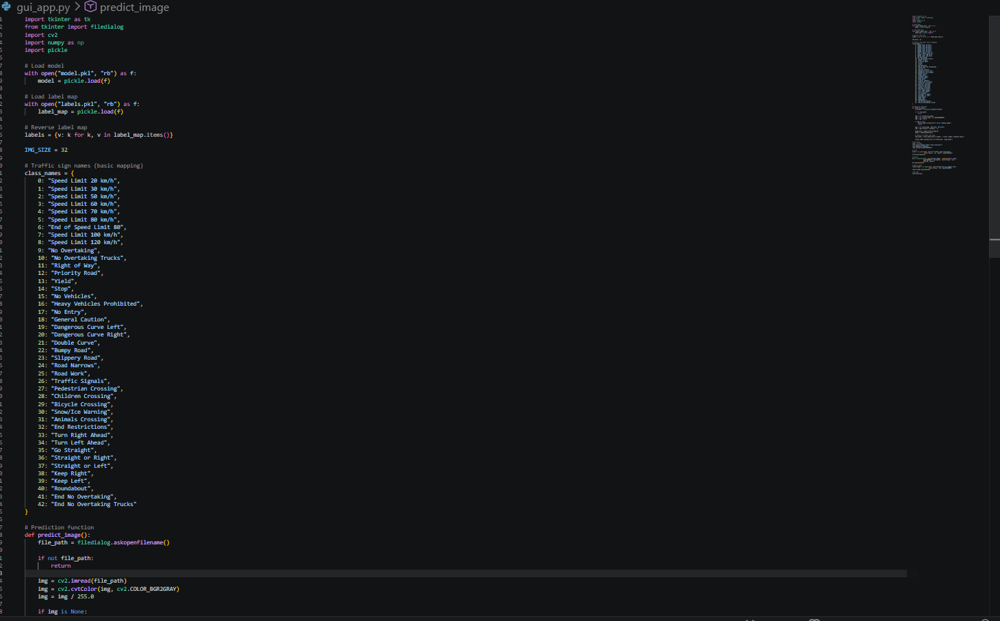 gui_app.py > predict_image
import tkinter as tk
from tkinter import filedialog
import cv2
import numpy as np
import pickle
# Load model
with open("model.pkl", "rb") as f:
    model = pickle.load(f)
# Load label map
with open("labels.pkl", "rb") as f:
    label_map = pickle.load(f)
# Reverse label map
labels = {v: k for k, v in label_map.items()}
IMG_SIZE = 32
# Traffic sign names (basic mapping)
class_names = {
    0: "Speed Limit 20 km/h",
    1: "Speed Limit 30 km/h",
    2: "Speed Limit 50 km/h",
    3: "Speed Limit 60 km/h",
    4: "Speed Limit 70 km/h",
    5: "Speed Limit 80 km/h",
    6: "End of Speed Limit 80",
    7: "Speed Limit 100 km/h",
    8: "Speed Limit 120 km/h",
    9: "No Overtaking",
    10: "No Overtaking Trucks",
    11: "Right of Way",
    12: "Priority Road",
    13: "Yield",
    14: "Stop",
    15: "No Vehicles",
    16: "Heavy Vehicles Prohibited",
    17: "No Entry",
    18: "General Caution",
    19: "Dangerous Curve Left",
    20: "Dangerous Curve Right",
    21: "Double Curve",
    22: "Bumpy Road",
    23: "Slippery Road",
    24: "Road Narrows",
    25: "Road Work",
    26: "Traffic Signals",
    27: "Pedestrian Crossing",
    28: "Children Crossing",
    29: "Bicycle Crossing",
    30: "Snow/Ice Warning",
    31: "Animals Crossing",
    32: "End Restrictions",
    33: "Turn Right Ahead",
    34: "Turn Left Ahead",
    35: "Go Straight",
    36: "Straight or Right",
    37: "Straight or Left",
    38: "Keep Right",
    39: "Keep Left",
    40: "Roundabout",
    41: "End No Overtaking",
    42: "End No Overtaking Trucks"
}
# Prediction function
def predict_image():
    file_path = filedialog.askopenfilename()
    if not file_path:
        return
    img = cv2.imread(file_path)
    img = cv2.cvtColor(img, cv2.COLOR_BGR2GRAY)
    img = img / 255.0
    if img is None: